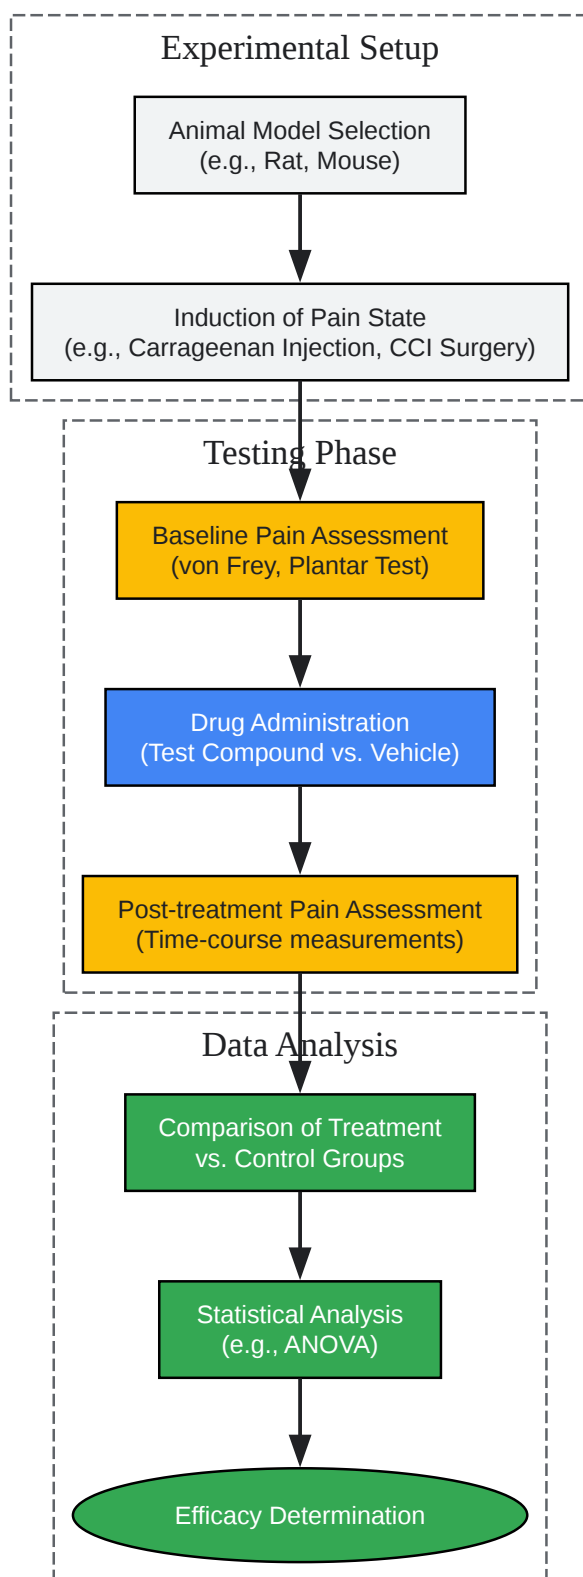 Experimental Setup
Animal Model Selection
(e.g., Rat, Mouse)
Induction of Pain State
(e.g., Carrageenan Injection, CCI Surgery)
Testing Phase
Baseline Pain Assessment
(von Frey, Plantar Test)
Drug Administration
(Test Compound vs. Vehicle)
Post-treatment Pain Assessment
(Time-course measurements)
Data Analysis
Comparison of Treatment
vs. Control Groups
Statistical Analysis
(e.g., ANOVA)
Efficacy Determination